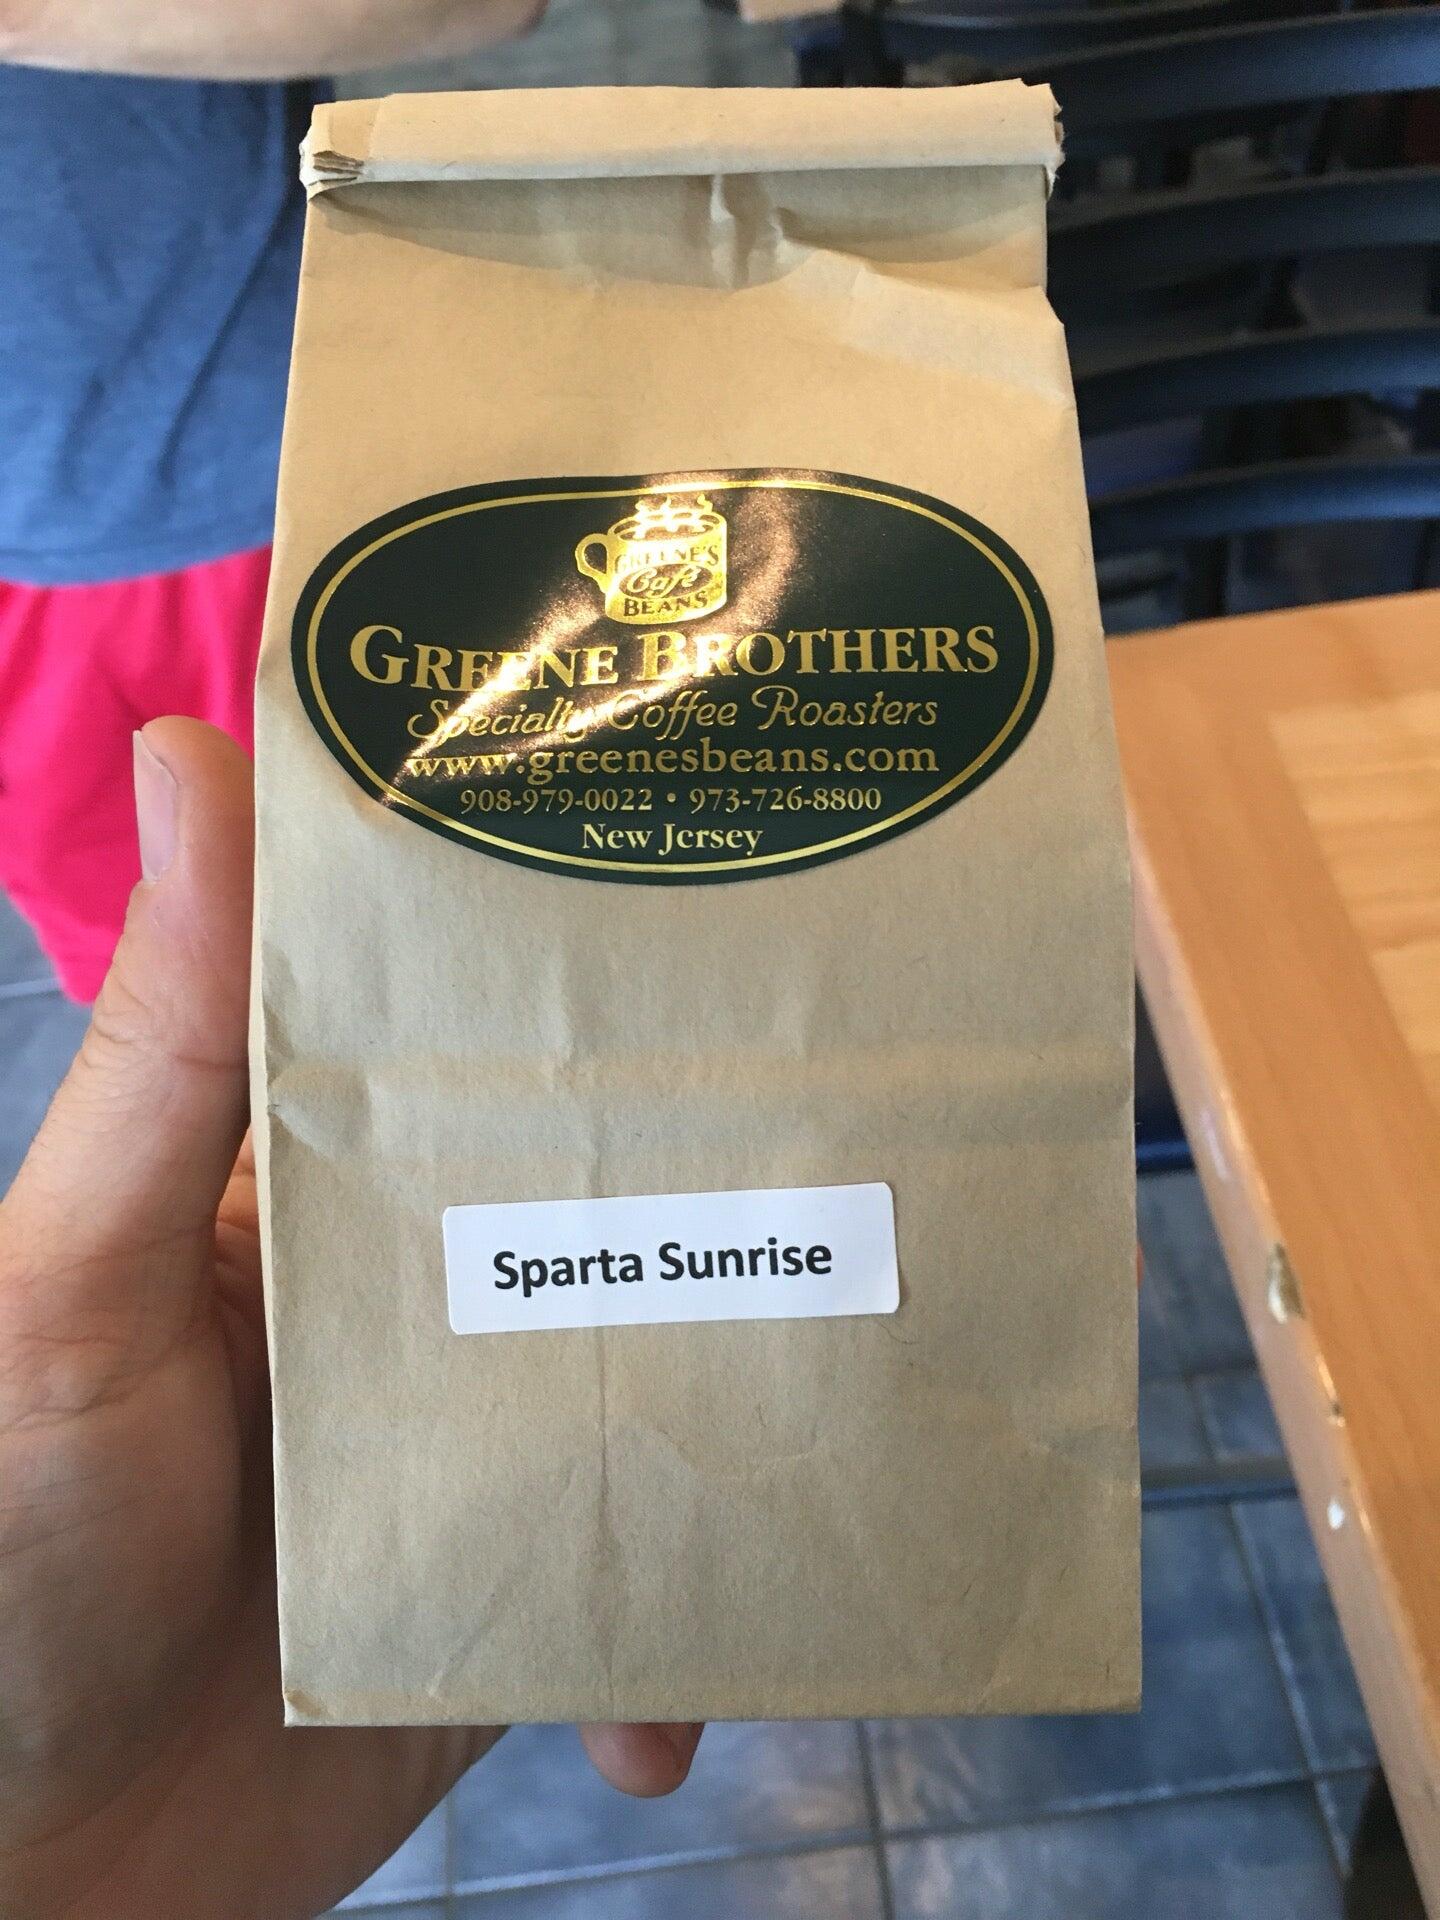 GREENE'S
Café
BEANS
GREENE BROTHERS
Specialty Coffee Roasters
www.greenesbeans.com
908-979-0022 • 973-726-8800
New Jersey
Sparta Sunrise